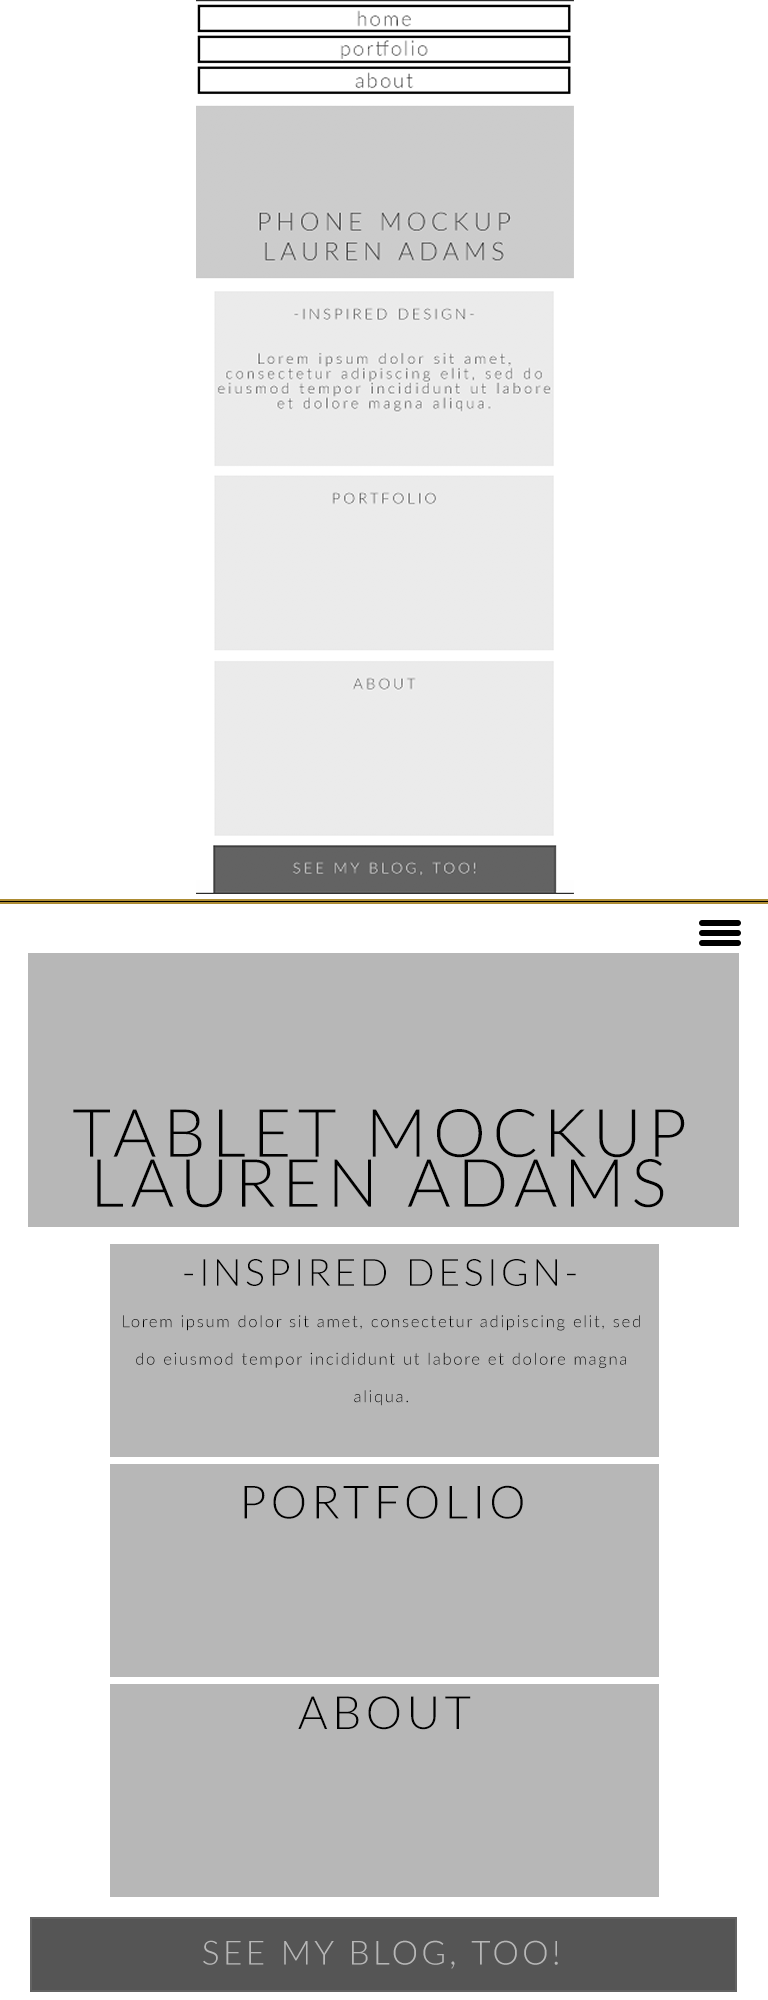 home
portfolio
about
PHONE MOCKUP
LAUREN ADAMS
-INSPIRED DESIGN-
Lorem ipsum dolor sit amet,
consectetur adipiscing elit, sed do
eiusmod tempor incididunt ut labore
et dolore magna aliqua.
PORTFOLIO
ABOUT
SEE MY BLOG, TOO!
TABLET MOCKUP
LAUREN ADAMS
-INSPIRED DESIGN-
Lorem ipsum dolor sit amet, consectetur adipiscing elit, sed
do eiusmod tempor incididunt ut labore et dolore magna
aliqua.
PORTFOLIO
ABOUT
SEE MY BLOG, TOO!